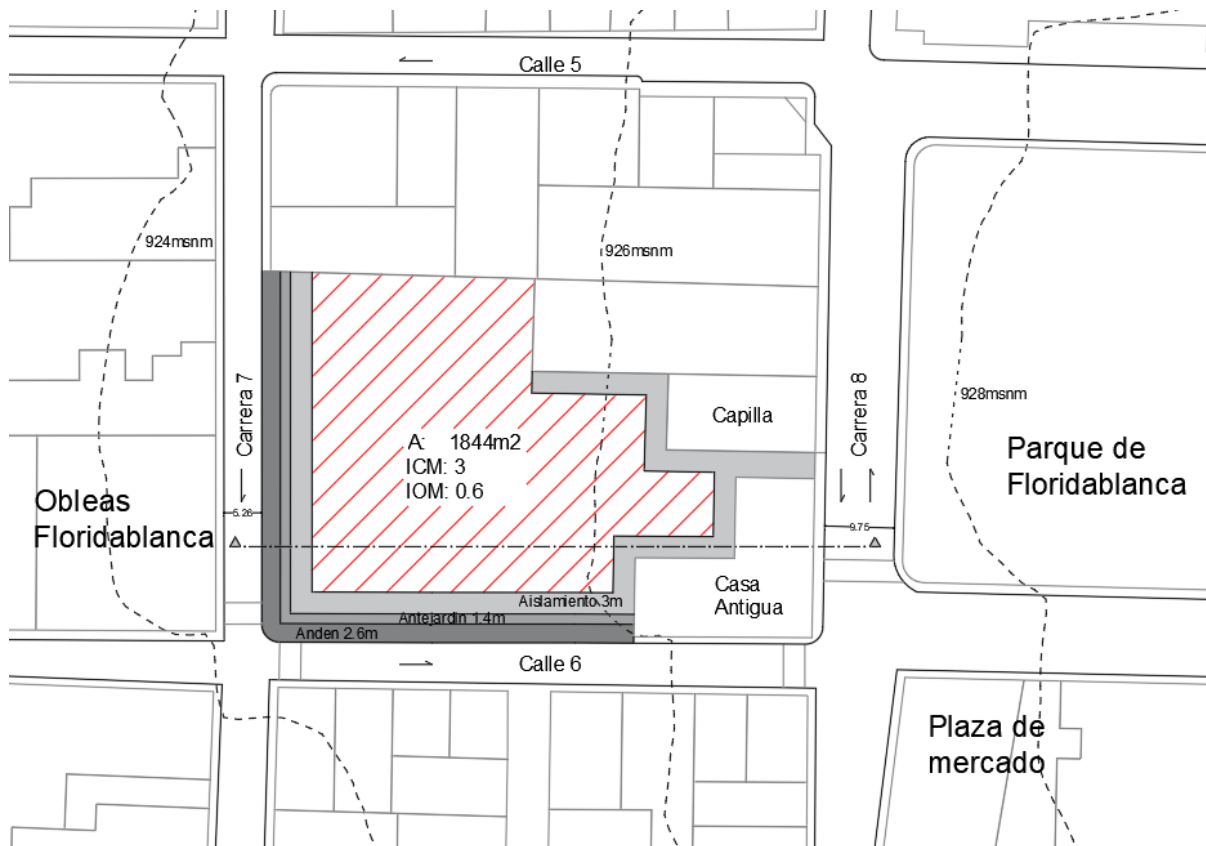 Calle 5
924msnm
926msnm
Carrera 7
Carrera 8
928msnm
Capilla
A: 1844m2
ICM: 3
IOM: 0.6
Parque de
Floridablanca
Obleas
Floridablanca
5.26
9.75
Casa
Antigua
Aislamiento 3m
Antejardin 1.4m
Anden 2.6m
Calle 6
Plaza de
mercado